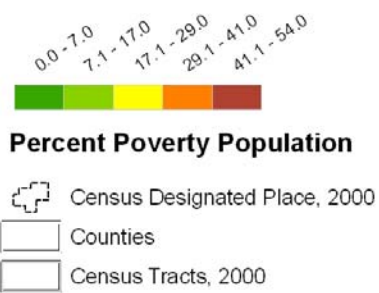 0.0 - 7.0
7.1 - 17.0
17.1 - 29.0
29.1 - 41.0
41.1 - 54.0
Percent Poverty Population
Census Designated Place, 2000
Counties
Census Tracts, 2000